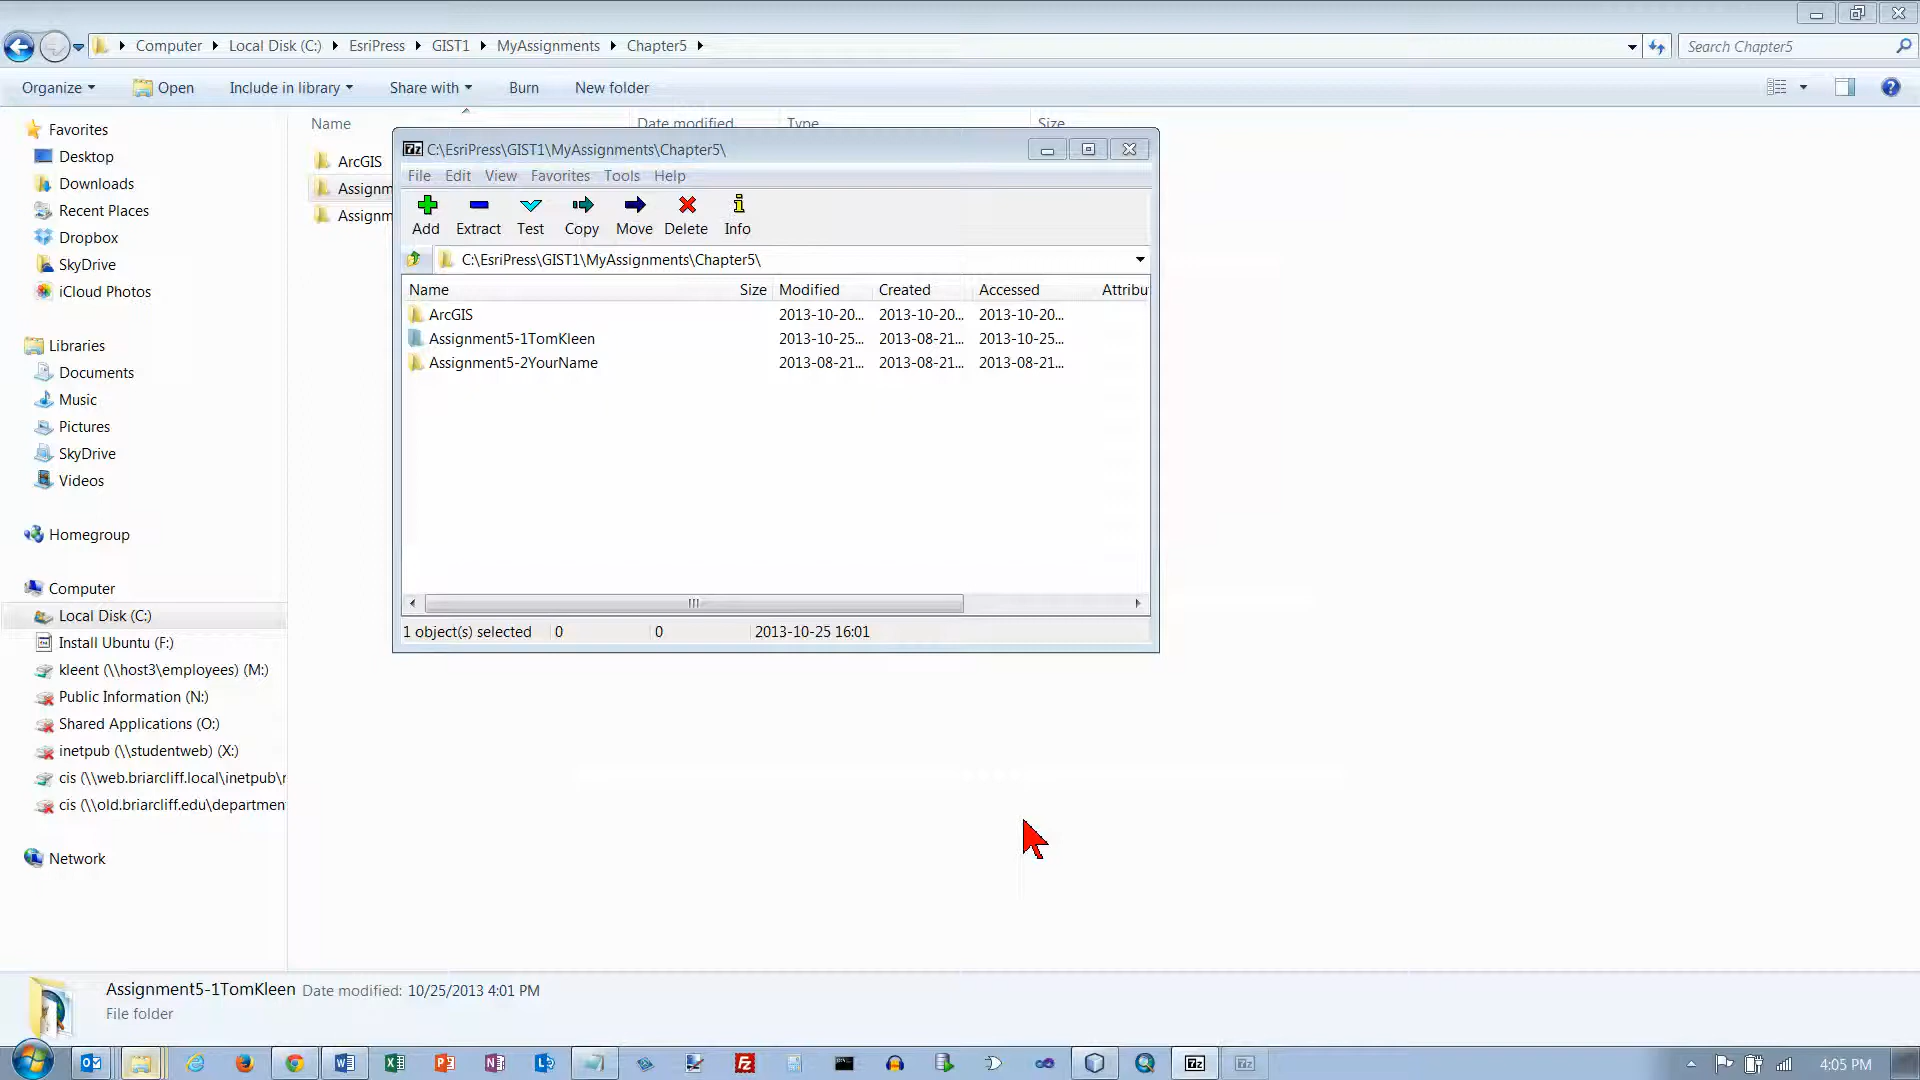 Computer Local Disk (C:) EsriPress GIST1 MyAssignments Chapter5
Search Chapter5
Organize Open Include in library Share with Burn New folder
Name Date modified Type Size
Favorites
Desktop
Downloads
Recent Places
Dropbox
SkyDrive
iCloud Photos
Libraries
Documents
Music
Pictures
SkyDrive
Videos
Homegroup
Computer
Local Disk (C:)
Install Ubuntu (F:)
kleent (\\host3\employees) (M:)
Public Information (N:)
Shared Applications (O:)
inetpub (\\studentweb) (X:)
cis (\\web.briarcliff.local\inetpub\r
cis (\\old.briarcliff.edu\departmen
Network
ArcGIS
Assignm
Assignm
7z C:\EsriPress\GIST1\MyAssignments\Chapter5\
File Edit View Favorites Tools Help
Add Extract Test Copy Move Delete Info
C:\EsriPress\GIST1\MyAssignments\Chapter5\
Name Size Modified Created Accessed Attribu
ArcGIS 2013-10-20... 2013-10-20... 2013-10-20...
Assignment5-1TomKleen 2013-10-25... 2013-08-21... 2013-10-25...
Assignment5-2YourName 2013-08-21... 2013-08-21... 2013-08-21...
1 object(s) selected 0 0 2013-10-25 16:01
Assignment5-1TomKleen Date modified: 10/25/2013 4:01 PM
File folder
4:05 PM